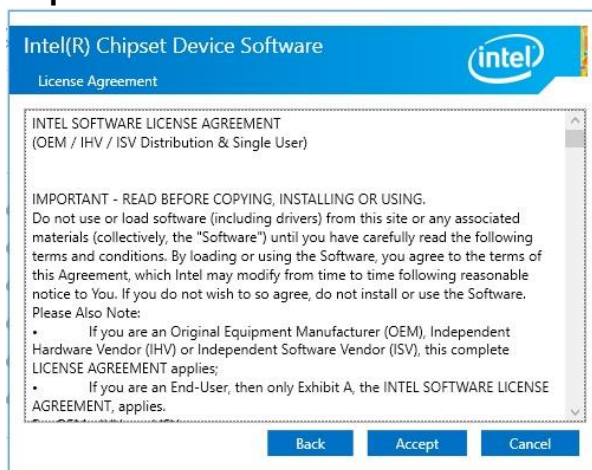 Intel(R) Chipset Device Software
intel
License Agreement
INTEL SOFTWARE LICENSE AGREEMENT
(OEM / IHV / ISV Distribution & Single User)
IMPORTANT - READ BEFORE COPYING, INSTALLING OR USING.
Do not use or load software (including drivers) from this site or any associated
materials (collectively, the "Software") until you have carefully read the following
terms and conditions. By loading or using the Software, you agree to the terms of
this Agreement, which Intel may modify from time to time following reasonable
notice to You. If you do not wish to so agree, do not install or use the Software.
Please Also Note:
• If you are an Original Equipment Manufacturer (OEM), Independent
Hardware Vendor (IHV) or Independent Software Vendor (ISV), this complete
LICENSE AGREEMENT applies;
• If you are an End-User, then only Exhibit A, the INTEL SOFTWARE LICENSE
AGREEMENT, applies.
Back Accept Cancel